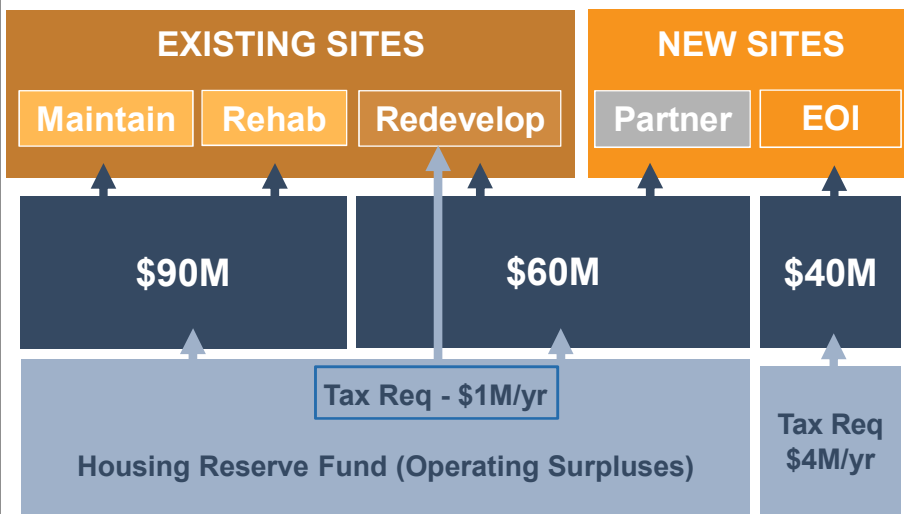 EXISTING SITES
NEW SITES
Maintain
Rehab
Redevelop
Partner
EOI
$90M
$60M
$40M
Tax Req - $1M/yr
Housing Reserve Fund (Operating Surpluses)
Tax Req
$4M/yr